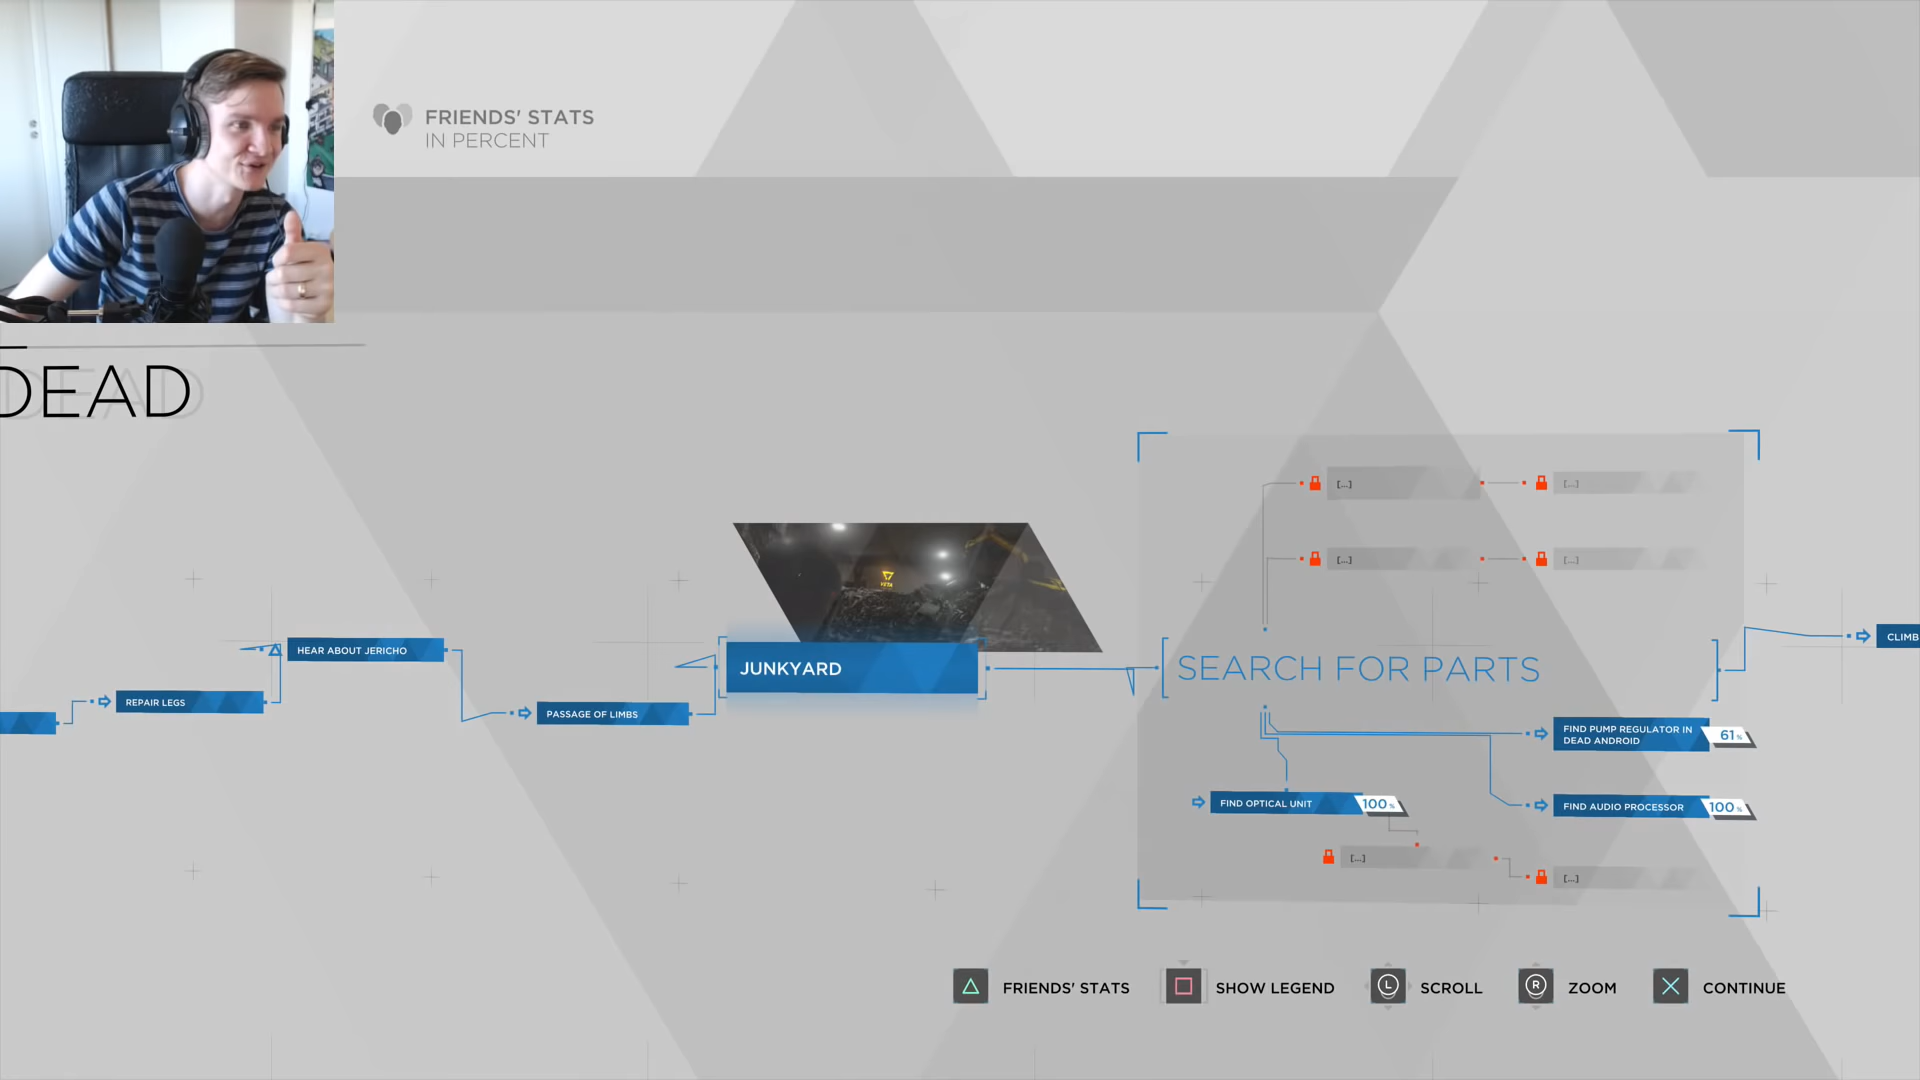 FRIENDS' STATS
IN PERCENT
DEAD
[...]
[...]
[...]
[...]
HEAR ABOUT JERICHO
REPAIR LEGS
PASSAGE OF LIMBS
JUNKYARD
SEARCH FOR PARTS
CLIMB
FIND PUMP REGULATOR IN
DEAD ANDROID
61%
FIND OPTICAL UNIT
100%
FIND AUDIO PROCESSOR
100%
[...]
[...]
FRIENDS' STATS
SHOW LEGEND
L
SCROLL
R
ZOOM
CONTINUE